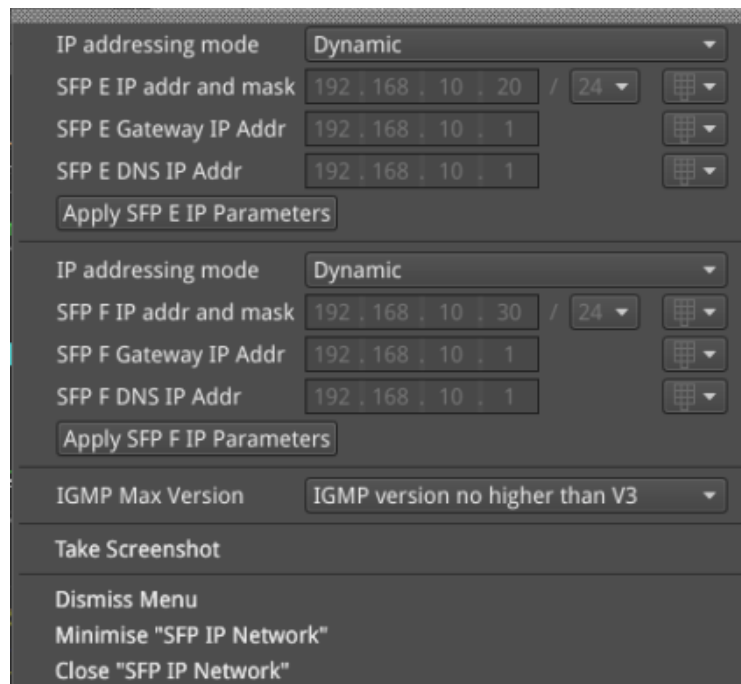 IP addressing mode Dynamic
SFP E IP addr and mask 192 . 168 . 10 . 20 / 24
SFP E Gateway IP Addr 192 . 168 . 10 . 1
SFP E DNS IP Addr 192 . 168 . 10 . 1
Apply SFP E IP Parameters
IP addressing mode Dynamic
SFP F IP addr and mask 192 . 168 . 10 . 30 / 24
SFP F Gateway IP Addr 192 . 168 . 10 . 1
SFP F DNS IP Addr 192 . 168 . 10 . 1
Apply SFP F IP Parameters
IGMP Max Version IGMP version no higher than V3
Take Screenshot
Dismiss Menu
Minimise "SFP IP Network"
Close "SFP IP Network"